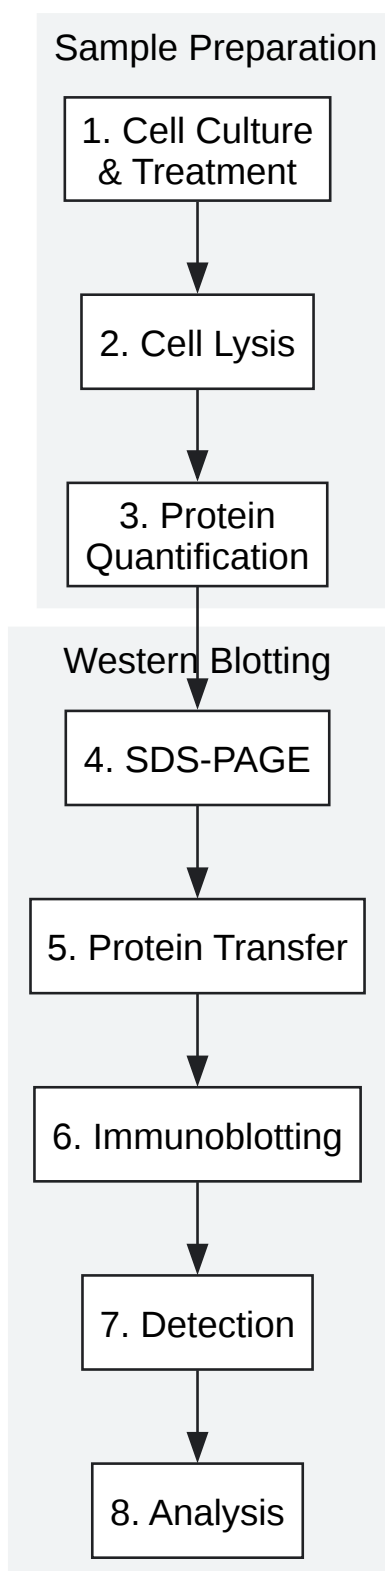 Sample Preparation
1. Cell Culture
& Treatment
2. Cell Lysis
3. Protein
Quantification
Western Blotting
4. SDS-PAGE
5. Protein Transfer
6. Immunoblotting
7. Detection
8. Analysis